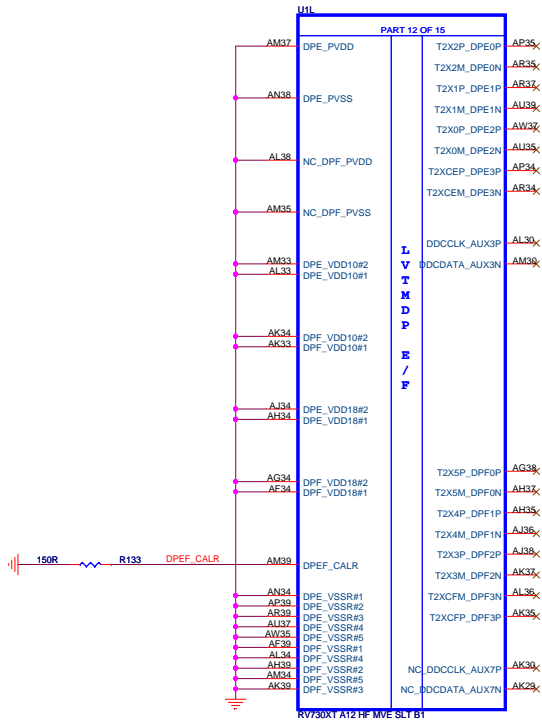 U1L
PART 12 OF 15
AM37 DPE_PVDD T2X2P_DPE0P AP35
T2X2M_DPE0N AR35
T2X1P_DPE1P AR37
AN38 DPE_PVSS T2X1M_DPE1N AU39
T2X0P_DPE2P AW37
T2X0M_DPE2N AU35
AL38 NC_DPF_PVDD T2XCEP_DPE3P AP34
T2XCEM_DPE3N AR34
AM35 NC_DPF_PVSS
DDCCLK_AUX3P AL30
AM33 DPE_VDD10#2 DDCDATA_AUX3N AM30
AL33 DPE_VDD10#1
LVTMDP E/F
AK34 DPF_VDD10#2
AK33 DPF_VDD10#1
AJ34 DPE_VDD18#2
AH34 DPE_VDD18#1
T2X5P_DPF0P AG38
AG34 DPF_VDD18#2
AF34 DPF_VDD18#1 T2X5M_DPF0N AH37
T2X4P_DPF1P AH35
T2X4M_DPF1N AJ36
T2X3P_DPF2P AJ38
150R R133 DPEF_CALR AM39 DPEF_CALR
T2X3M_DPF2N AK37
AN34 DPE_VSSR#1 T2XCFM_DPF3N AL36
AP39 DPE_VSSR#2
AR39 DPE_VSSR#3 T2XCFP_DPF3P AK35
AU37 DPE_VSSR#4
AW35 DPE_VSSR#5
AF39 DPF_VSSR#1
AL34 DPF_VSSR#4
AH39 DPF_VSSR#2 NC_DDCCLK_AUX7P AK30
AM34 DPF_VSSR#5
AK39 DPF_VSSR#3 NC_DDCDATA_AUX7N AK29
RV730XT A12 HF MVE SLT B1